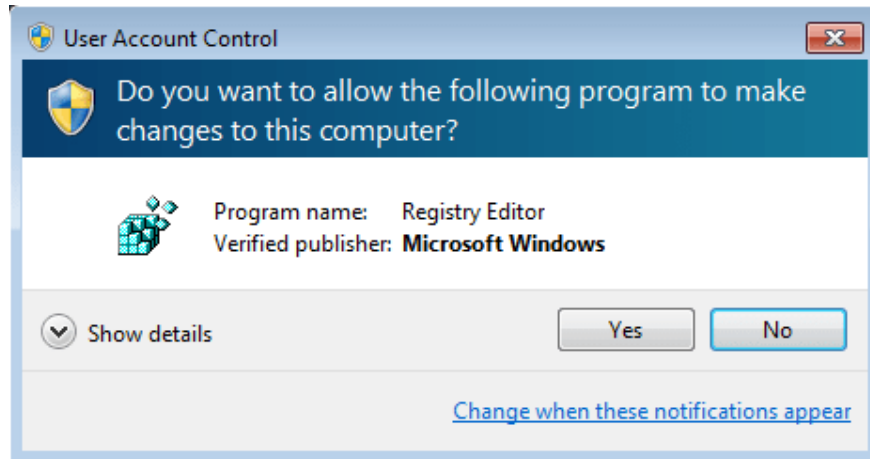 User Account Control
Do you want to allow the following program to make
changes to this computer?
Program name: Registry Editor
Verified publisher: Microsoft Windows
Show details
Yes
No
Change when these notifications appear